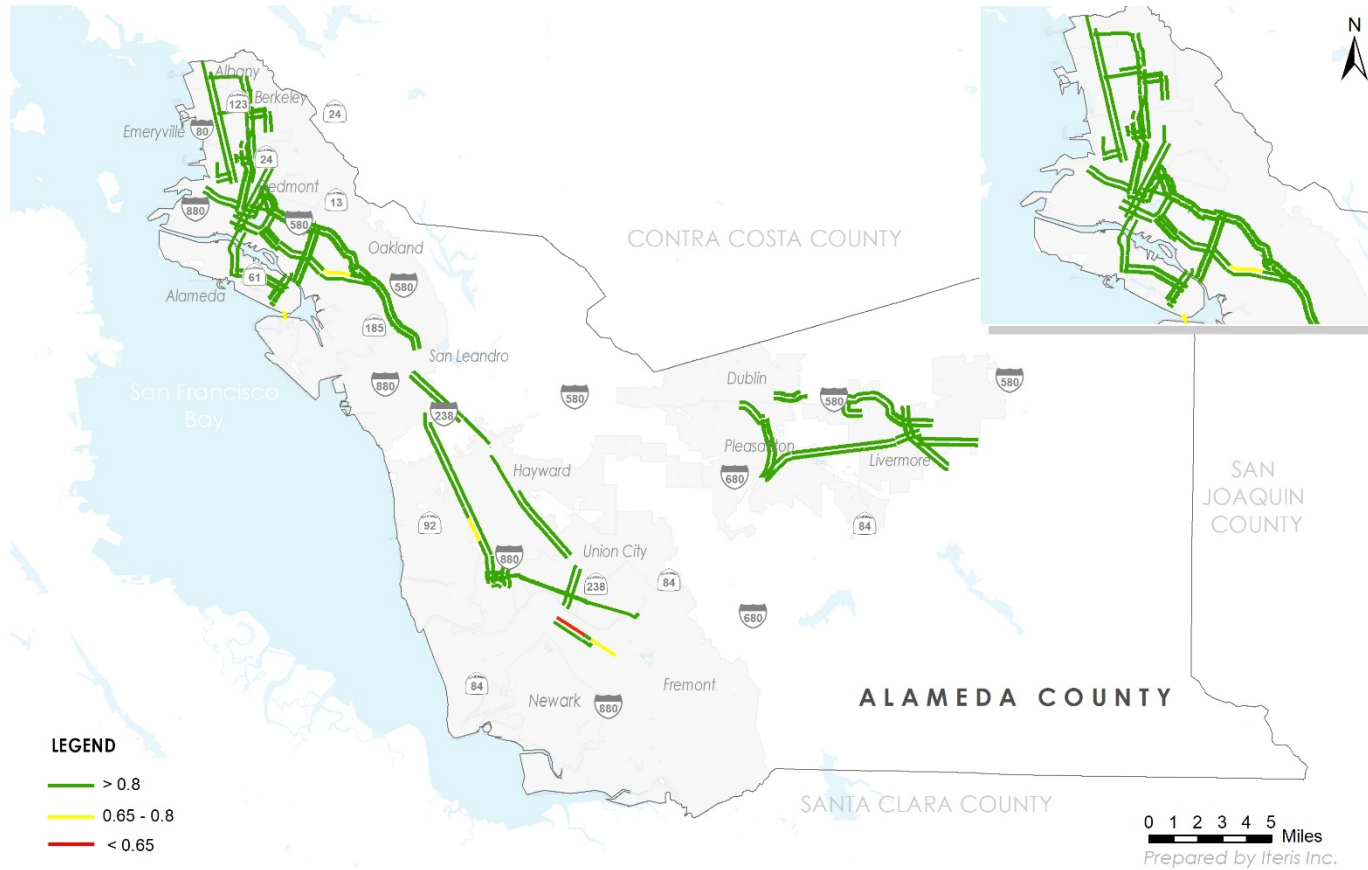 N
Albany
123
Berkeley
24
Emeryville
80
24
Piedmont
880
13
580
CONTRA COSTA COUNTY
Oakland
61
580
Alameda
185
San Leandro
880
Dublin
580
580
580
San Francisco
Bay
238
Pleasanton
Livermore
Hayward
680
SAN
JOAQUIN
COUNTY
92
84
880
Union City
238
84
680
84
Newark
Fremont
880
ALAMEDA COUNTY
LEGEND
> 0.8
0.65 - 0.8
< 0.65
SANTA CLARA COUNTY
0 1 2 3 4 5
Miles
Prepared by Iteris Inc.